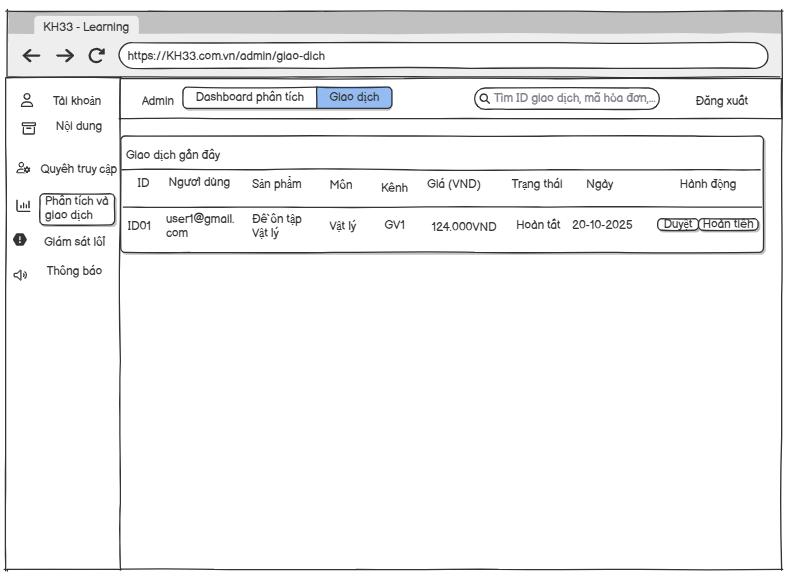 KH33 - Learning
https://KH33.com.vn/admin/giao-dich
Tài khoản
Nội dung
Quyền truy cập
Phân tích và
giao dịch
Giám sát lỗi
Thông báo
Admin
Dashboard phân tích
Giao dịch
Tìm ID giao dịch, mã hóa đơn,...
Đăng xuất
Giao dịch gần đây
ID Người dùng Sản phẩm Môn Kênh Giá (VND) Trạng thái Ngày Hành động
ID01 user1@gmail. Đề ôn tập Vật lý GV1 124.000VND Hoàn tất 20-10-2025 Duyệt Hoàn tiền
com Vật lý